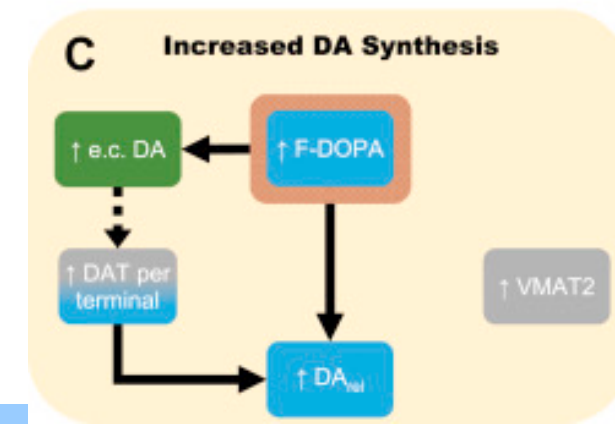 C Increased DA Synthesis
↑ e.c. DA
↑ F-DOPA
↑ DAT per
terminal
↑ VMAT2
↑ DArel